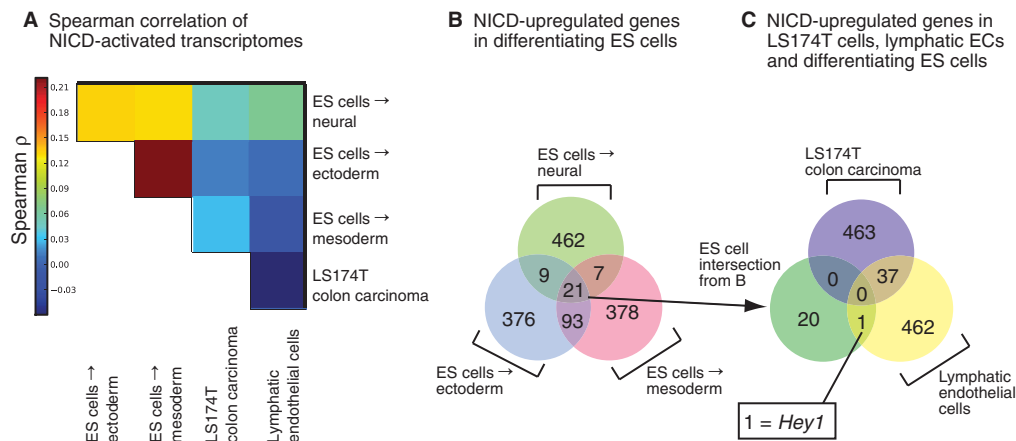 A Spearman correlation of
NICD-activated transcriptomes
Spearman ρ
0.21
0.18
0.15
0.12
0.09
0.06
0.03
0.00
−0.03
ES cells →
neural
ES cells →
ectoderm
ES cells →
mesoderm
LS174T
colon carcinoma
ES cells →
ectoderm
ES cells →
mesoderm
LS174T
colon carcinoma
Lymphatic
endothelial cells
B NICD-upregulated genes
in differentiating ES cells
ES cells →
neural
462
9
7
21
376
93
378
ES cells →
ectoderm
ES cells →
mesoderm
C NICD-upregulated genes in
LS174T cells, lymphatic ECs
and differentiating ES cells
LS174T
colon carcinoma
ES cell
intersection
from B
463
0
37
0
20
1
462
Lymphatic
endothelial
cells
1 = Hey1